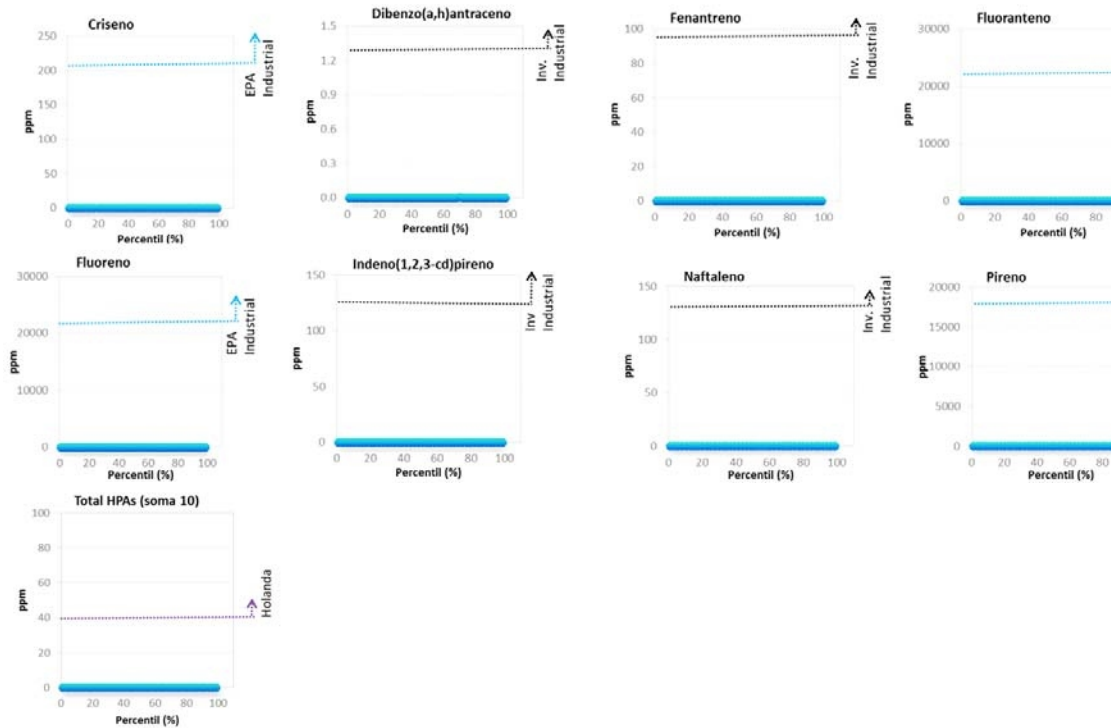 Criseno
250
200
150
100
50
0
ppm
0 20 40 60 80 100
Percentil (%)
EPA
Industrial
Dibenzo(a,h)antraceno
1.5
1.2
0.9
0.6
0.3
0.0
ppm
0 20 40 60 80 100
Percentil (%)
Inv.
Industrial
Fenantreno
100
80
60
40
20
0
ppm
0 20 40 60 80 100
Percentil (%)
Inv.
Industrial
Fluoranteno
30000
20000
10000
0
ppm
0 20 40 60 80
Percentil (%)
Fluoreno
30000
20000
10000
0
ppm
0 20 40 60 80 100
Percentil (%)
EPA
Industrial
Indeno(1,2,3-cd)pireno
150
100
50
0
ppm
0 20 40 60 80 100
Percentil (%)
Inv
Industrial
Naftaleno
150
100
50
0
ppm
0 20 40 60 80 100
Percentil (%)
Inv.
Industrial
Pireno
20000
15000
10000
5000
0
ppm
0 20 40 60 80
Percentil (%)
Total HPAs (soma 10)
100
80
60
40
20
0
ppm
0 20 40 60 80 100
Percentil (%)
Holanda